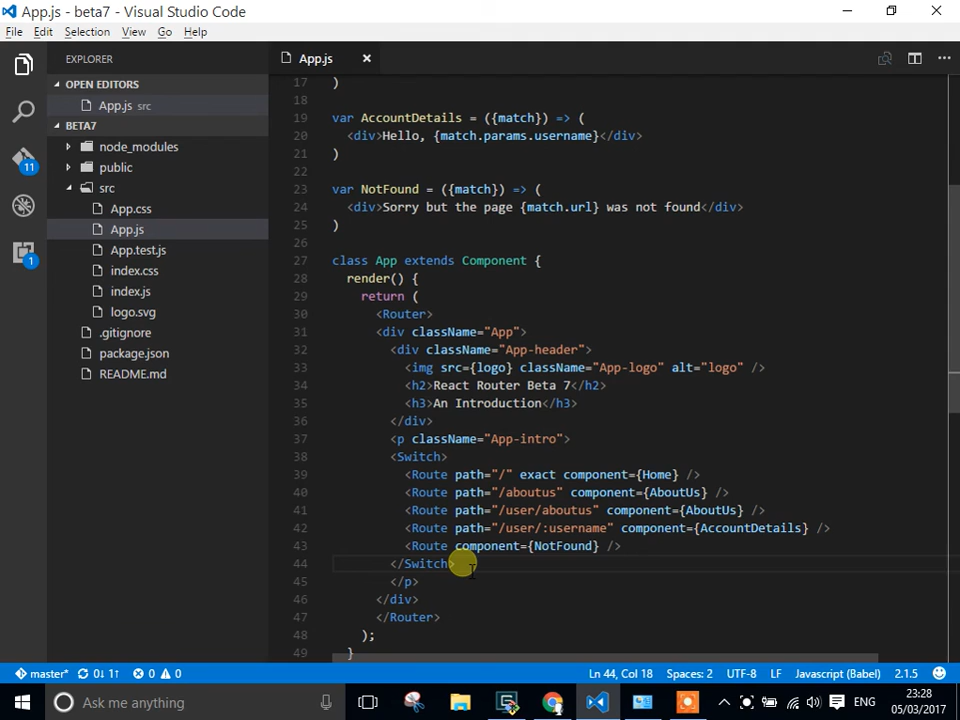 App.js - beta7 - Visual Studio Code
File Edit Selection View Go Help
EXPLORER
OPEN EDITORS
App.js src
BETA7
node_modules
public
src
App.css
App.js
App.test.js
index.css
index.js
logo.svg
.gitignore
package.json
README.md
11
1
App.js
17 )
18
19 var AccountDetails = ({match}) => (
20 <div>Hello, {match.params.username}</div>
21 )
22
23 var NotFound = ({match}) => (
24 <div>Sorry but the page {match.url} was not found</div>
25 )
26
27 class App extends Component {
28 render() {
29 return (
30 <Router>
31 <div className="App">
32 <div className="App-header">
33 <img src={logo} className="App-logo" alt="logo" />
34 <h2>React Router Beta 7</h2>
35 <h3>An Introduction</h3>
36 </div>
37 <p className="App-intro">
38 <Switch>
39 <Route path="/" exact component={Home} />
40 <Route path="/aboutus" component={AboutUs} />
41 <Route path="/user/aboutus" component={AboutUs} />
42 <Route path="/user/:username" component={AccountDetails} />
43 <Route component={NotFound} />
44 </Switch>
45 </p>
46 </div>
47 </Router>
48 );
49 }
master* 0↓ 1↑ 0 0 Ln 44, Col 18 Spaces: 2 UTF-8 LF Javascript (Babel) 2.1.5
Ask me anything
ENG
23:28
05/03/2017